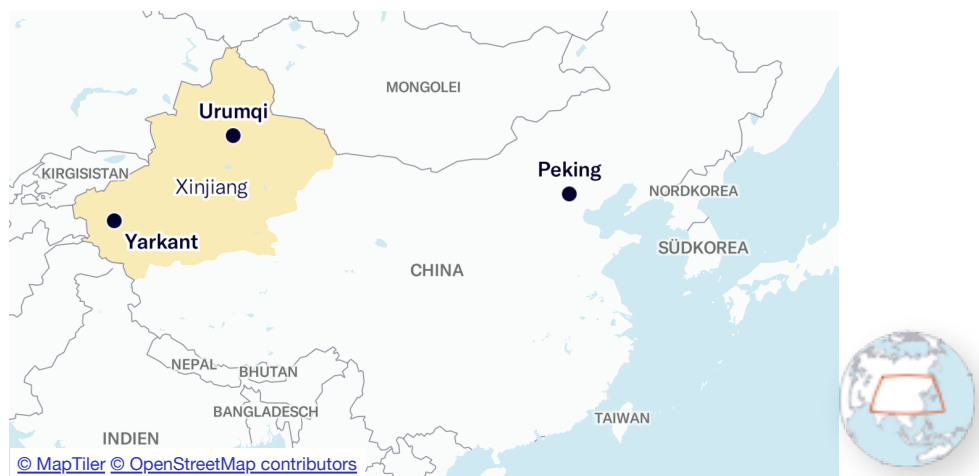 MONGOLEI
Urumqi
Peking
KIRGISISTAN
Xinjiang
NORDKOREA
Yarkant
SÜDKOREA
CHINA
NEPAL
BHUTAN
BANGLADESCH
TAIWAN
INDIEN
© MapTiler © OpenStreetMap contributors